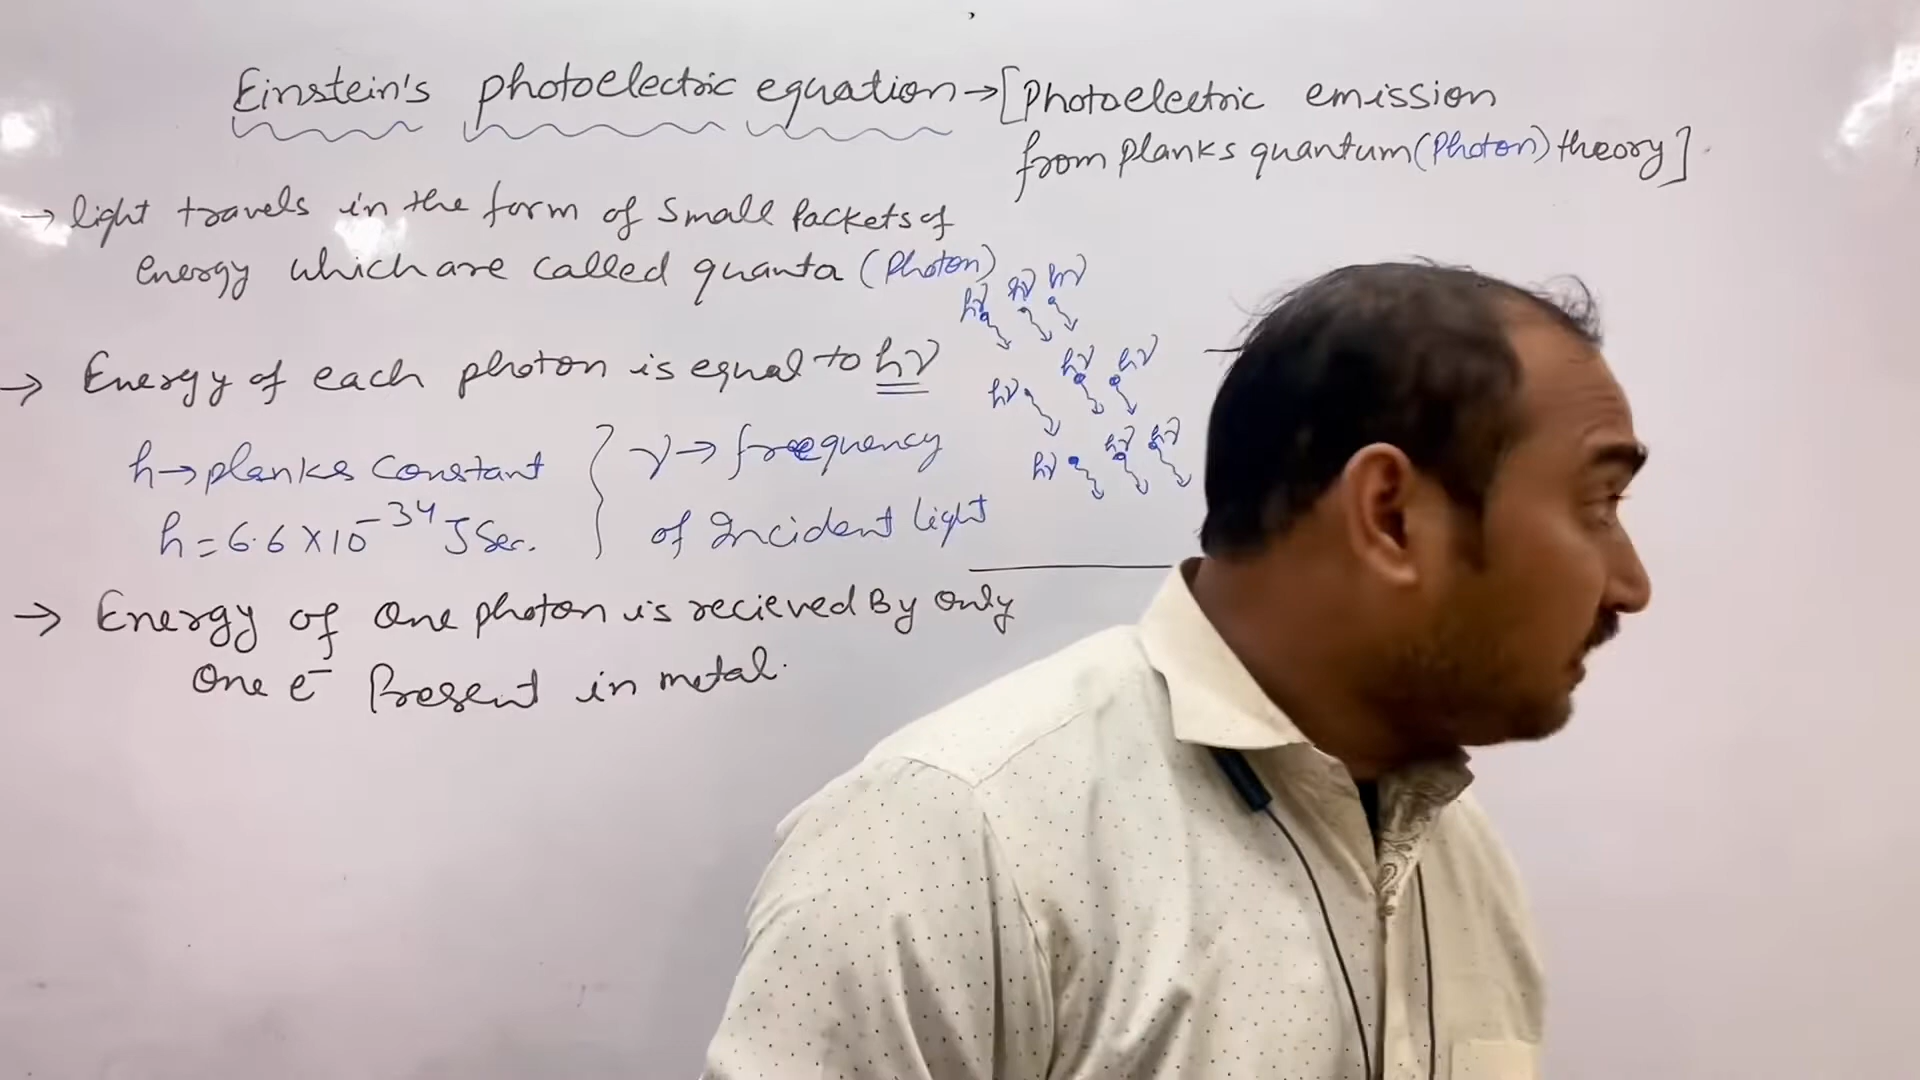 Einstein's photoelectric equation → [Photoelectric emission
from planks quantum (Photon) theory]
→ light travels in the form of small Packets of
energy which are called quanta (Photon)
hν hν hν
→ Energy of each photon is equal to hν
hν hν hν
h → planks Constant } ν → frequency
hν hν hν
h = 6.6 × 10⁻³⁴ J Sec. of Incident light
→ Energy of One photon is recieved By Only
One e⁻ Present in metal.